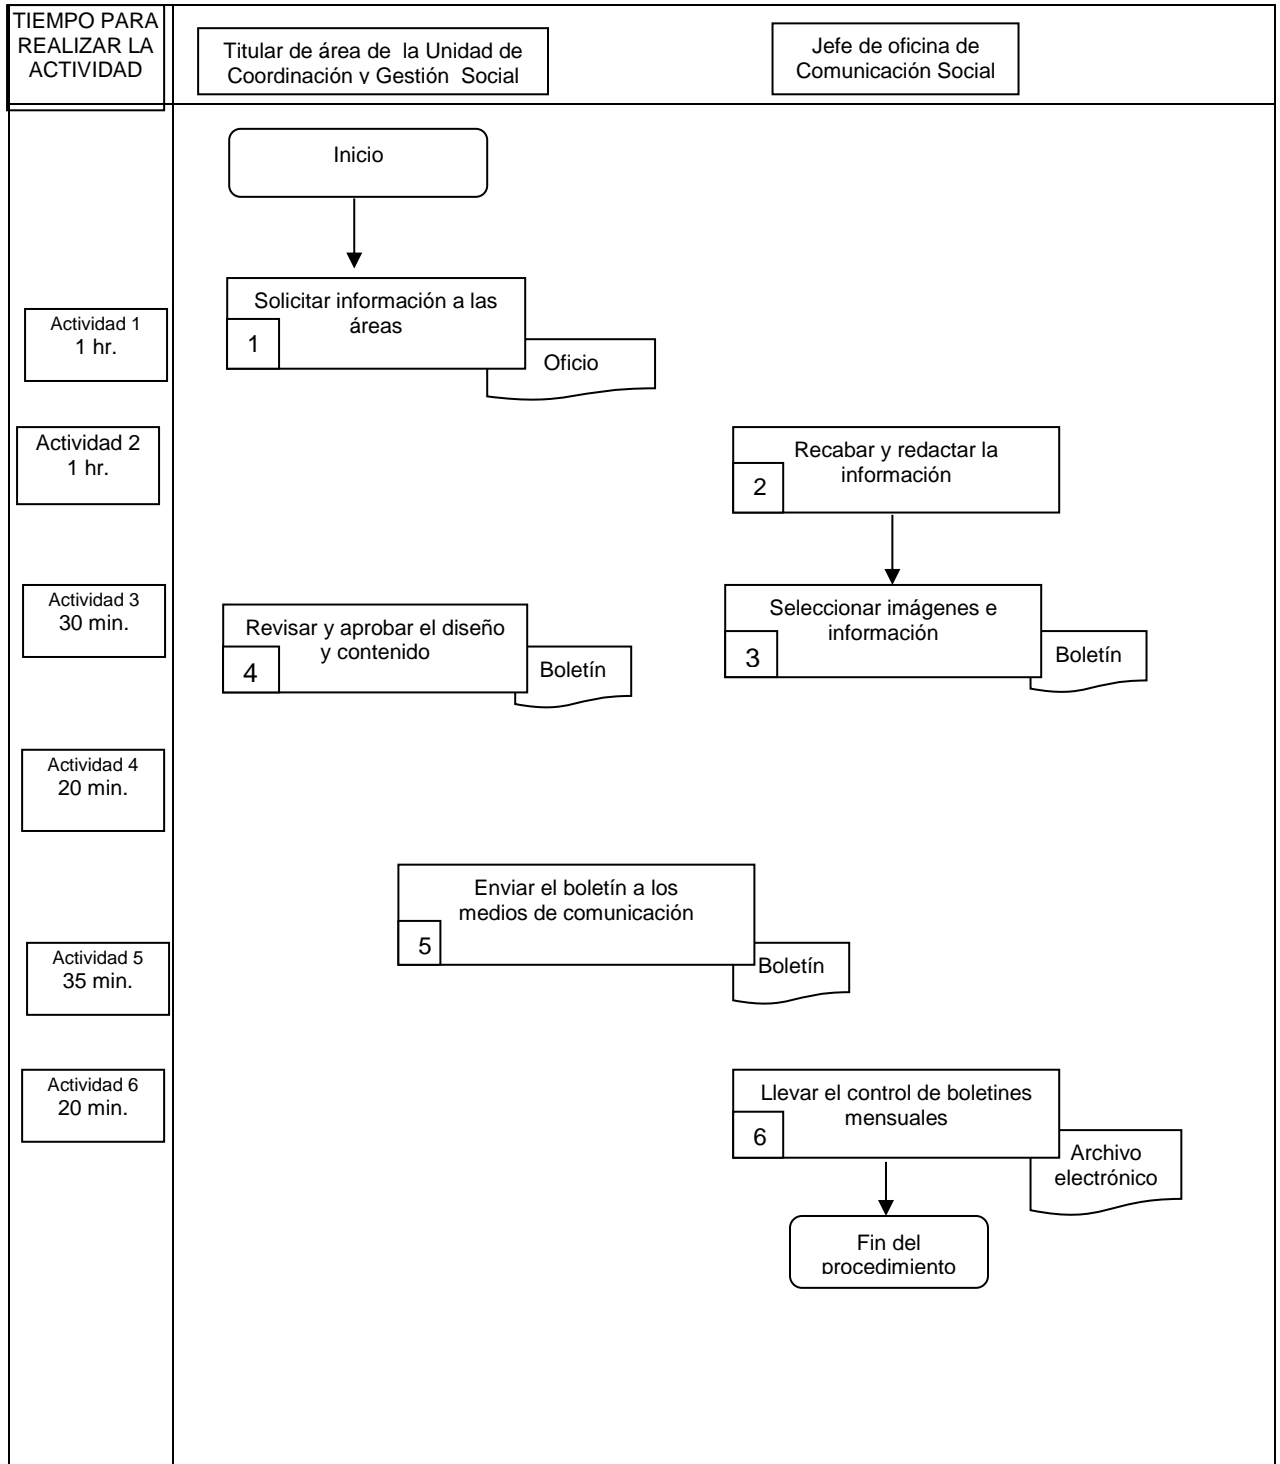 TIEMPO PARA
REALIZAR LA
ACTIVIDAD
Titular de área de la Unidad de
Coordinación y Gestión Social
Jefe de oficina de
Comunicación Social
Inicio
Actividad 1
1 hr.
Solicitar información a las
áreas
1
Oficio
Actividad 2
1 hr.
Recabar y redactar la
información
2
Actividad 3
30 min.
Revisar y aprobar el diseño
y contenido
4
Boletín
Seleccionar imágenes e
información
3
Boletín
Actividad 4
20 min.
Enviar el boletín a los
medios de comunicación
5
Boletín
Actividad 5
35 min.
Actividad 6
20 min.
Llevar el control de boletines
mensuales
6
Archivo
electrónico
Fin del
procedimiento